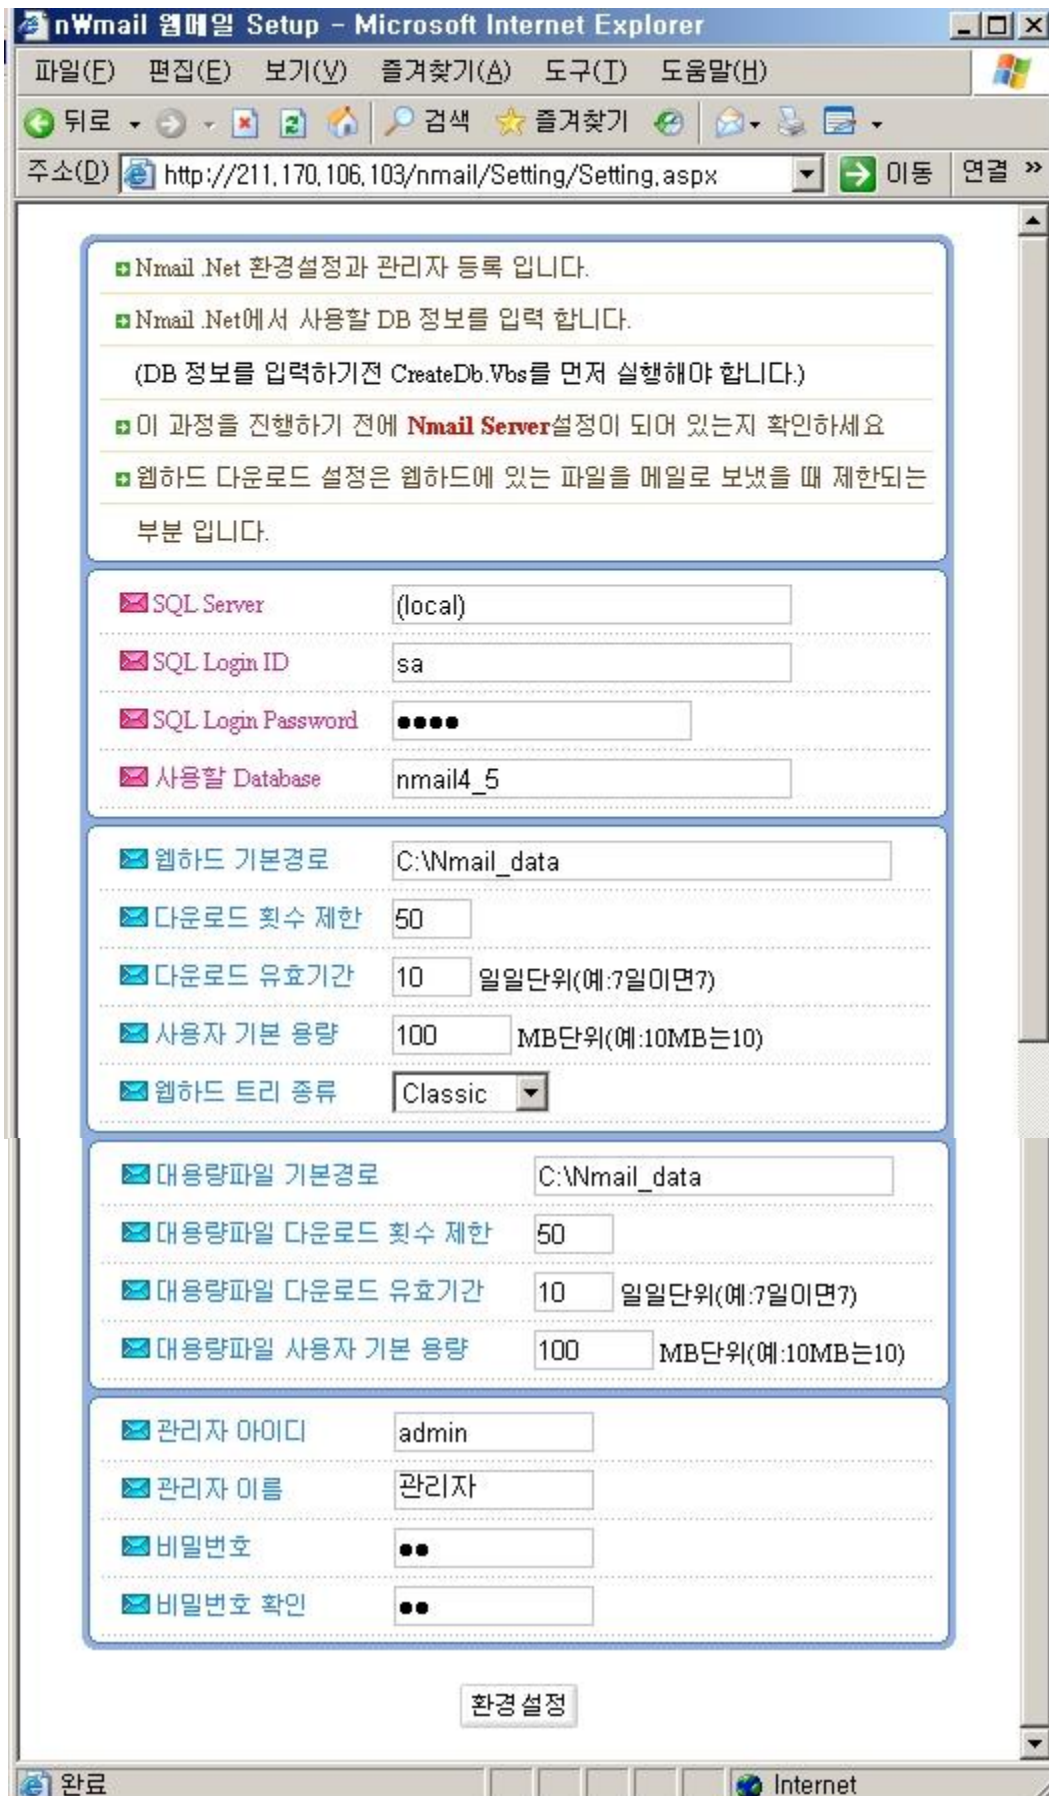 nWmail 웹메일 Setup - Microsoft Internet Explorer
파일(F) 편집(E) 보기(V) 즐겨찾기(A) 도구(T) 도움말(H)
뒤로 검색 즐겨찾기
주소(D) http://211,170,106,103/nmail/Setting/Setting,aspx 이동 연결 »
Nmail .Net 환경설정과 관리자 등록 입니다.
Nmail .Net에서 사용할 DB 정보를 입력 합니다.
(DB 정보를 입력하기전 CreateDb.Vbs를 먼저 실행해야 합니다.)
이 과정을 진행하기 전에 Nmail Server설정이 되어 있는지 확인하세요
웹하드 다운로드 설정은 웹하드에 있는 파일을 메일로 보냈을 때 제한되는
부분 입니다.
SQL Server (local)
SQL Login ID sa
SQL Login Password ●●●●
사용할 Database nmail4_5
웹하드 기본경로 C:\Nmail_data
다운로드 횟수 제한 50
다운로드 유효기간 10 일일단위(예:7일이면7)
사용자 기본 용량 100 MB단위(예:10MB는10)
웹하드 트리 종류 Classic
대용량파일 기본경로 C:\Nmail_data
대용량파일 다운로드 횟수 제한 50
대용량파일 다운로드 유효기간 10 일일단위(예:7일이면7)
대용량파일 사용자 기본 용량 100 MB단위(예:10MB는10)
관리자 아이디 admin
관리자 이름 관리자
비밀번호 ●●
비밀번호 확인 ●●
환경설정
완료 Internet